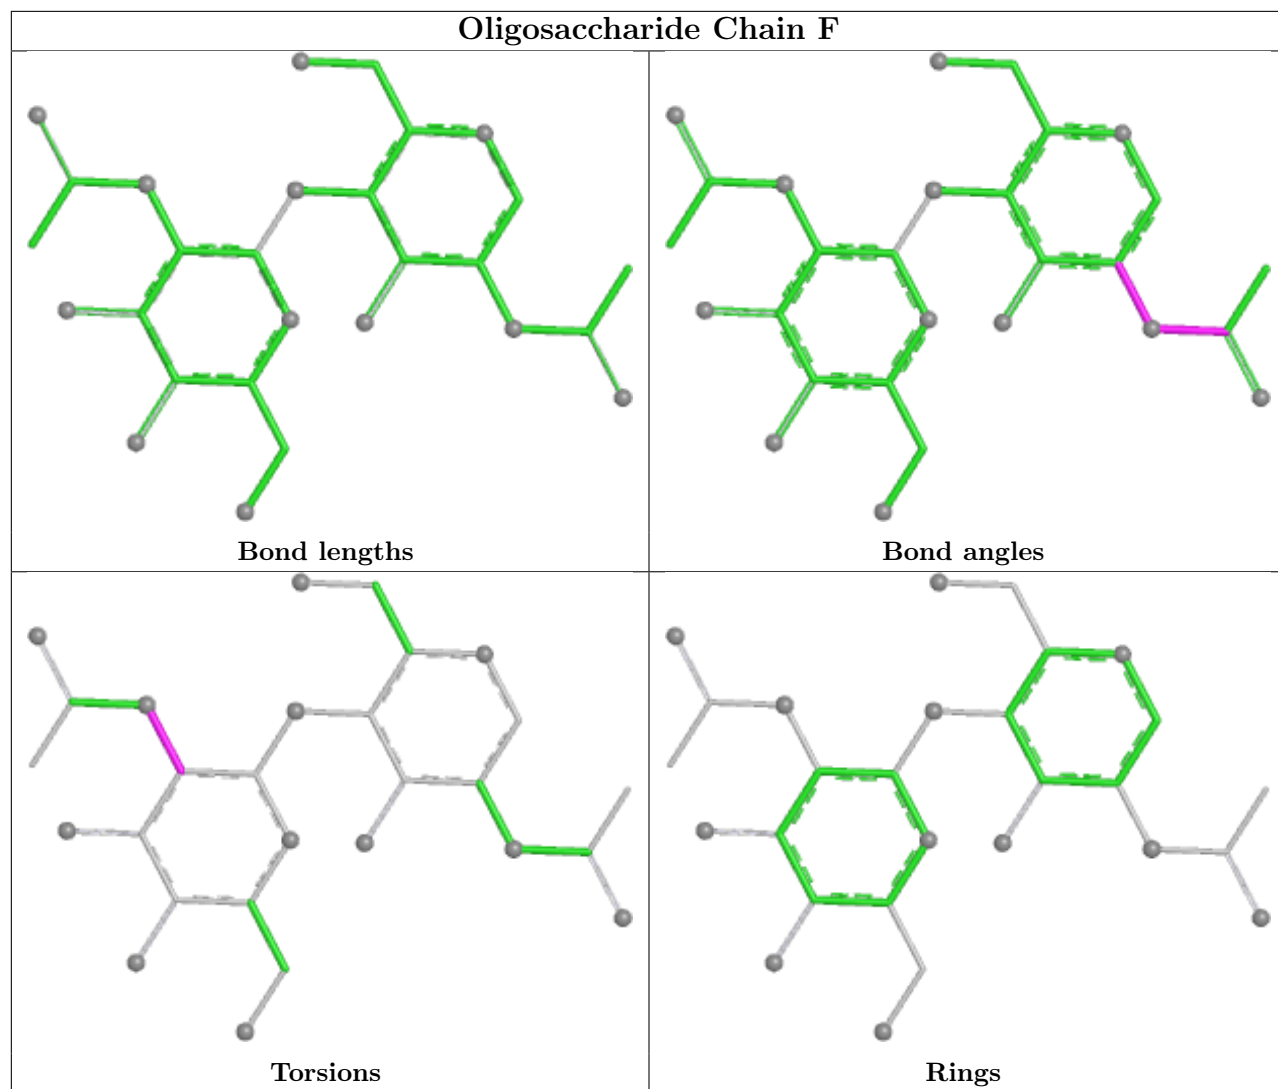 Oligosaccharide Chain F
Bond lengths
Bond angles
Torsions
Rings